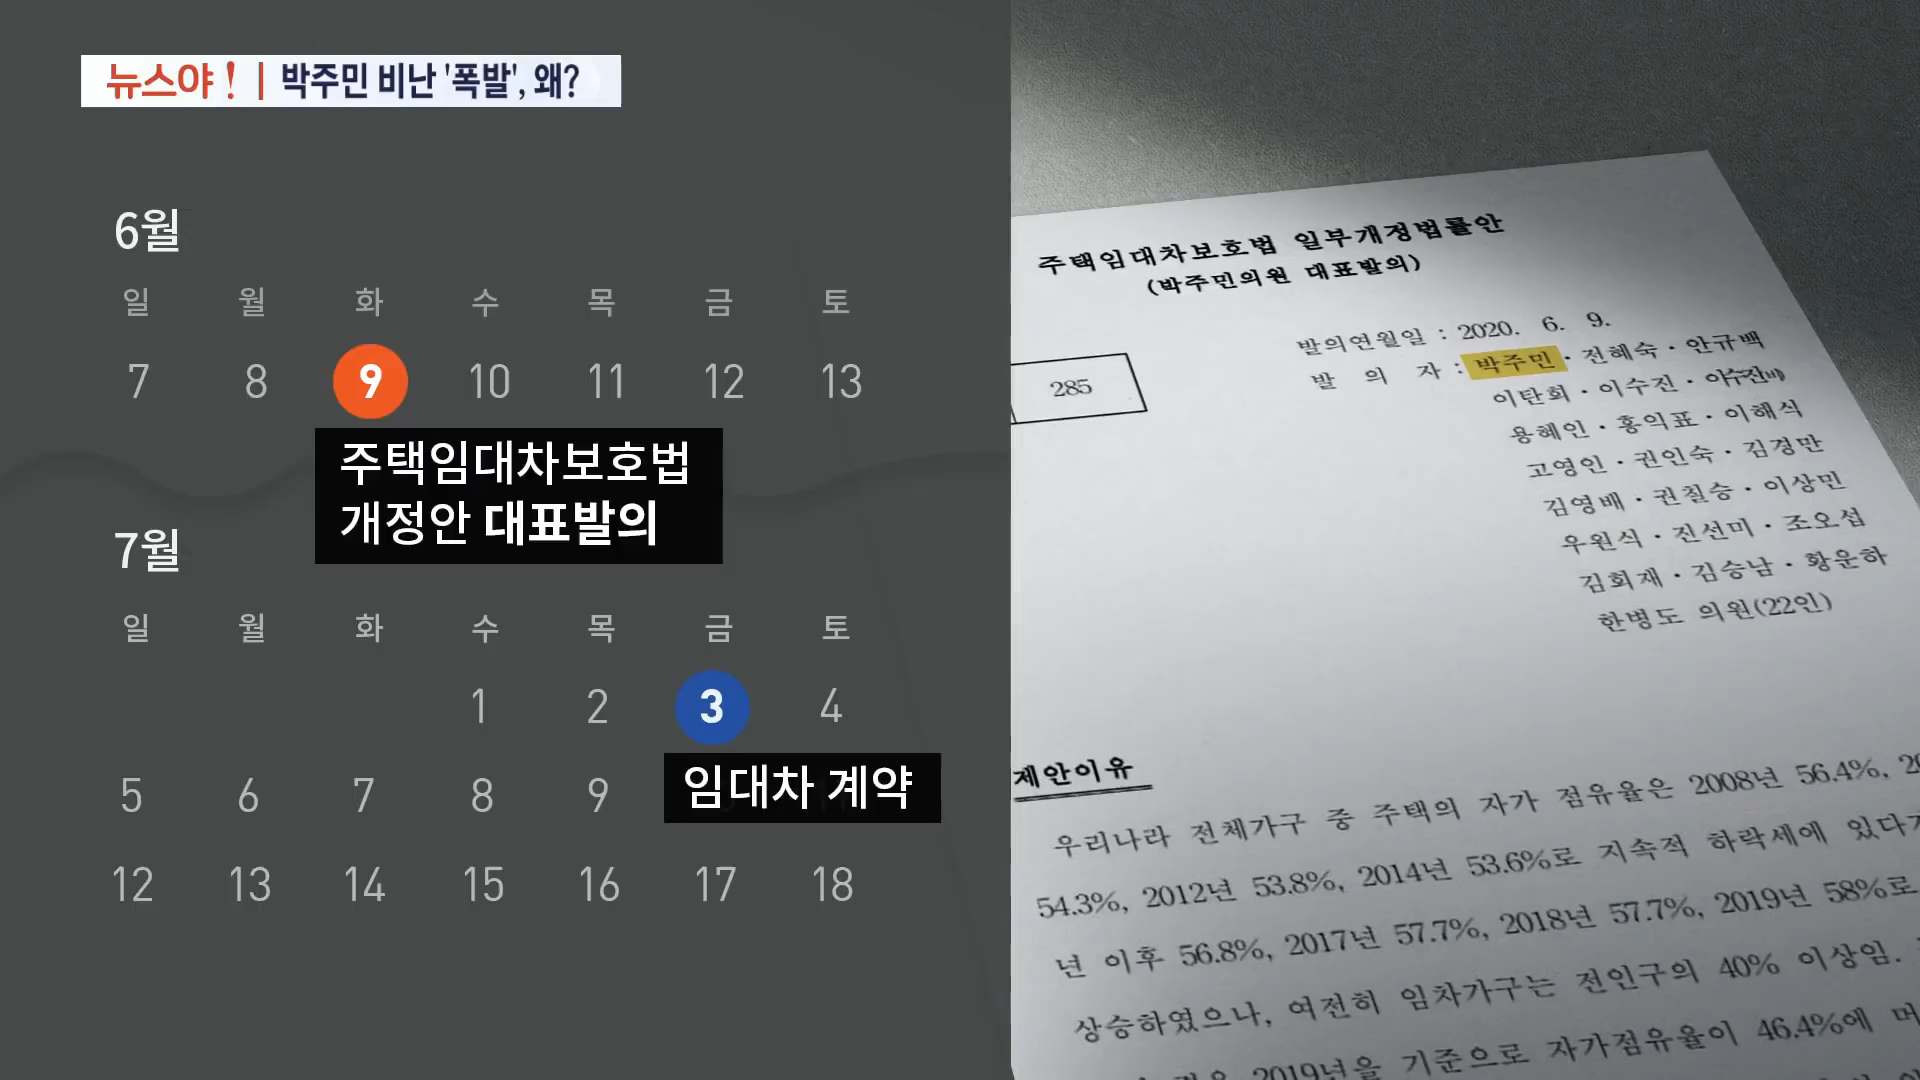 뉴스야! | 박주민 비난 '폭발', 왜?
6월
일 월 화 수 목 금 토
7 8 9 10 11 12 13
주택임대차보호법
개정안 대표발의
7월
일 월 화 수 목 금 토
1 2 3 4
임대차 계약
5 6 7 8 9
12 13 14 15 16 17 18
주택임대차보호법 일부개정법률안
(박주민의원 대표발의)
285
발의연월일 : 2020. 6. 9.
발 의 자 : 박주민·전혜숙·안규백
이탄희·이수진·이수진(비)
용혜인·홍익표·이해식
고영인·권인숙·김경만
김영배·권칠승·이상민
우원식·진선미·조오섭
김회재·김승남·황운하
한병도 의원(22인)
제안이유
우리나라 전체가구 중 주택의 자가 점유율은 2008년 56.4%,
54.3%, 2012년 53.8%, 2014년 53.6%로 지속적 하락세에 있다가
년 이후 56.8%, 2017년 57.7%, 2018년 57.7%, 2019년 58%로
상승하였으나, 여전히 임차가구는 전인구의 40% 이상임.
2019년을 기준으로 자가점유율이 46.4%에 머